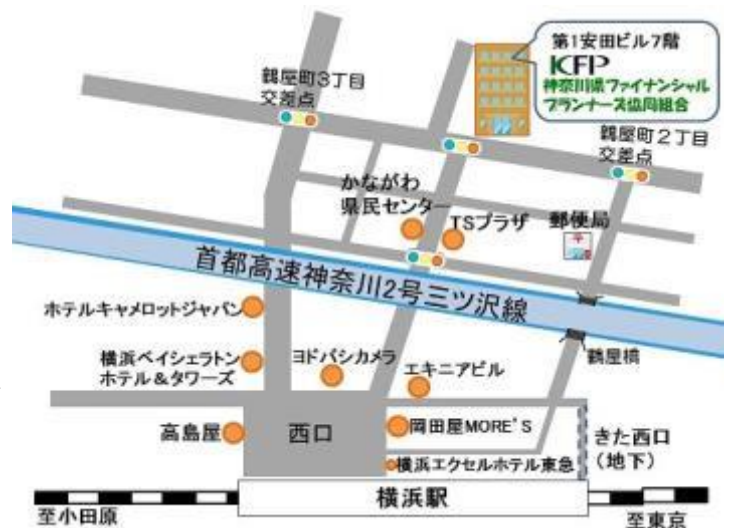 第1安田ビル7階
KFP
神奈川県ファイナンシャル
プランナーズ協同組合
鶴屋町3丁目
交差点
鶴屋町2丁目
交差点
かながわ
県民センター
TSプラザ
郵便局
首都高速神奈川2号三ツ沢線
ホテルキャメロットジャパン
横浜ベイシェラトン
ホテル&タワーズ
ヨドバシカメラ
エキニアビル
鶴屋橋
高島屋
西口
岡田屋MORE'S
きた西口
(地下)
横浜エクセルホテル東急
横浜駅
至小田原
至東京